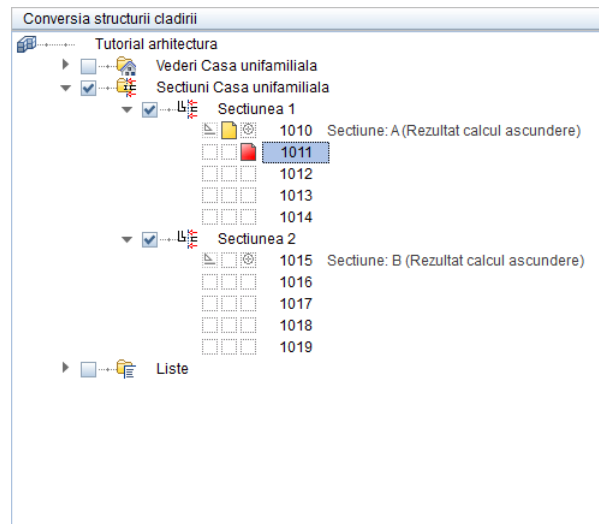 Conversia structurii cladirii
Tutorial arhitectura
Vederi Casa unifamiliala
Sectiuni Casa unifamiliala
Sectiunea 1
1010 Sectiune: A (Rezultat calcul ascundere)
1011
1012
1013
1014
Sectiunea 2
1015 Sectiune: B (Rezultat calcul ascundere)
1016
1017
1018
1019
Liste